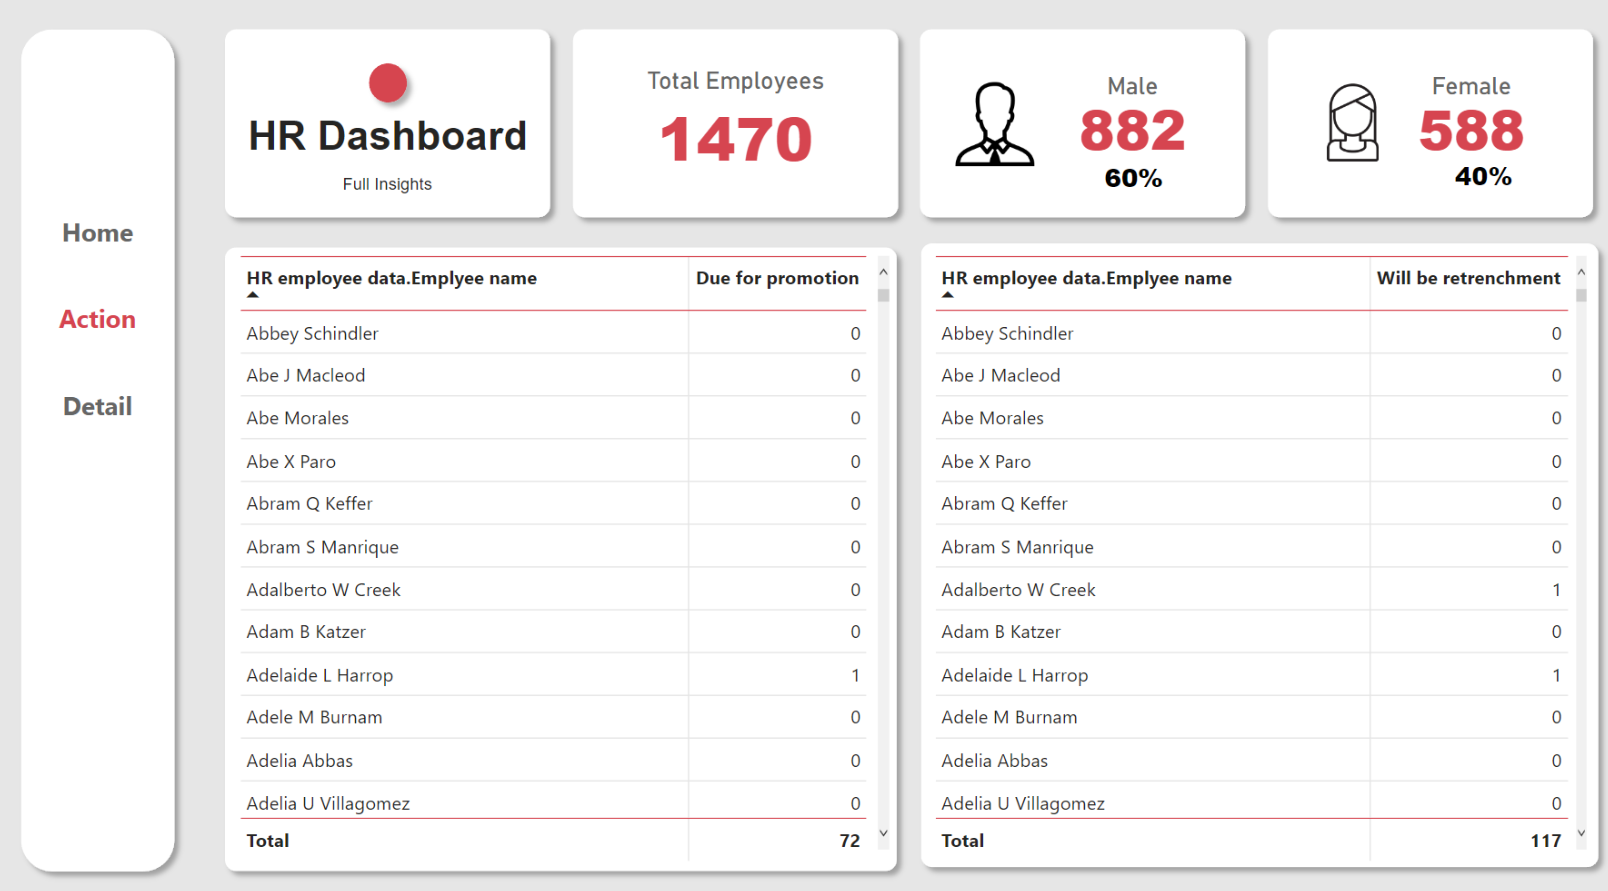 Home
Action
Detail
HR Dashboard
Full Insights
Total Employees
1470
Male
882
60%
Female
588
40%
HR employee data.Emplyee name Due for promotion
Abbey Schindler 0
Abe J Macleod 0
Abe Morales 0
Abe X Paro 0
Abram Q Keffer 0
Abram S Manrique 0
Adalberto W Creek 0
Adam B Katzer 0
Adelaide L Harrop 1
Adele M Burnam 0
Adelia Abbas 0
Adelia U Villagomez 0
Total 72
HR employee data.Emplyee name Will be retrenchment
Abbey Schindler 0
Abe J Macleod 0
Abe Morales 0
Abe X Paro 0
Abram Q Keffer 0
Abram S Manrique 0
Adalberto W Creek 1
Adam B Katzer 0
Adelaide L Harrop 1
Adele M Burnam 0
Adelia Abbas 0
Adelia U Villagomez 0
Total 117